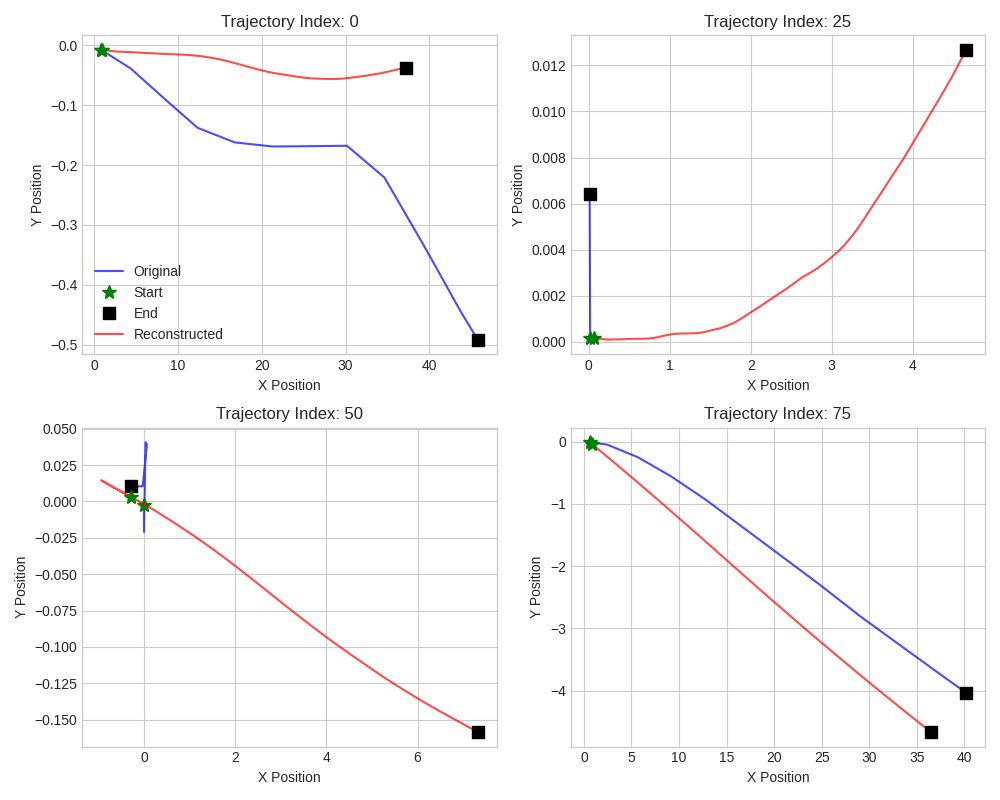 Trajectory Index: 0
0.0
−0.1
−0.2
−0.3
−0.4
−0.5
Y Position
Original
Start
End
Reconstructed
0 10 20 30 40
X Position
Trajectory Index: 25
0.012
0.010
0.008
0.006
0.004
0.002
0.000
Y Position
0 1 2 3 4
X Position
Trajectory Index: 50
0.050
0.025
0.000
−0.025
−0.050
−0.075
−0.100
−0.125
−0.150
Y Position
0 2 4 6
X Position
Trajectory Index: 75
0
−1
−2
−3
−4
Y Position
0 5 10 15 20 25 30 35 40
X Position